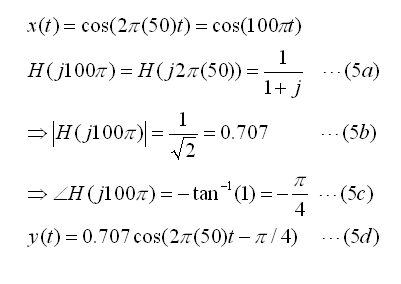 x(t) = cos(2π(50)t) = cos(100πt)
H(j100π) = H(j2π(50)) = 1/(1+j) ···(5a)
⇒ |H(j100π)| = 1/√2 = 0.707 ···(5b)
⇒ ∠H(j100π) = −tan⁻¹(1) = −π/4 ···(5c)
y(t) = 0.707 cos(2π(50)t − π/4) ···(5d)